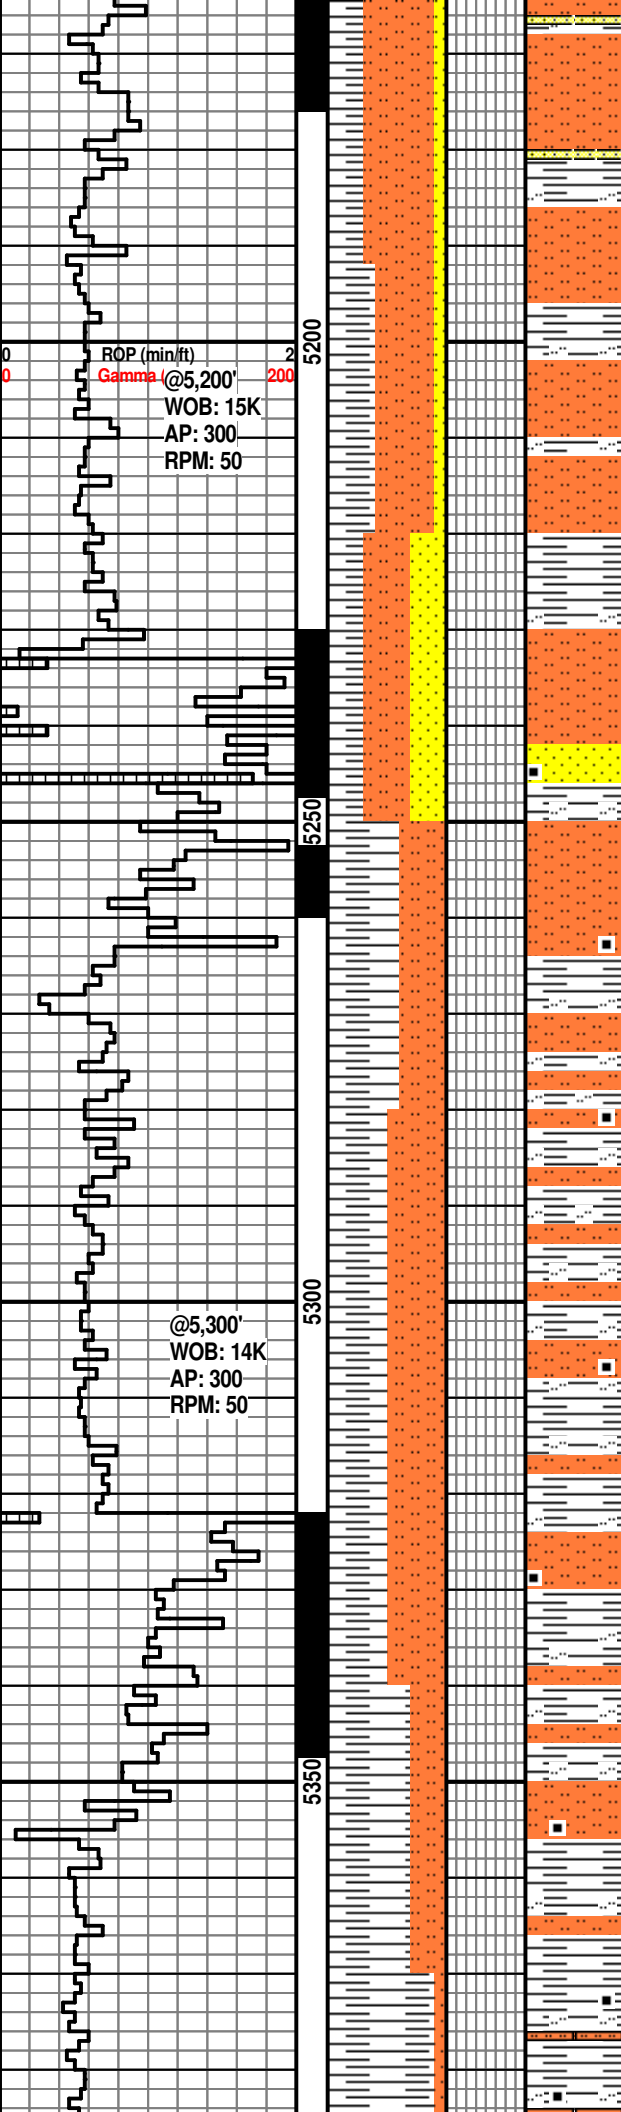 5200
0 ROP (min/ft) 2
0 Gamma ( 200
@5,200'
WOB: 15K
AP: 300
RPM: 50
5250
5300
@5,300'
WOB: 14K
AP: 300
RPM: 50
5350